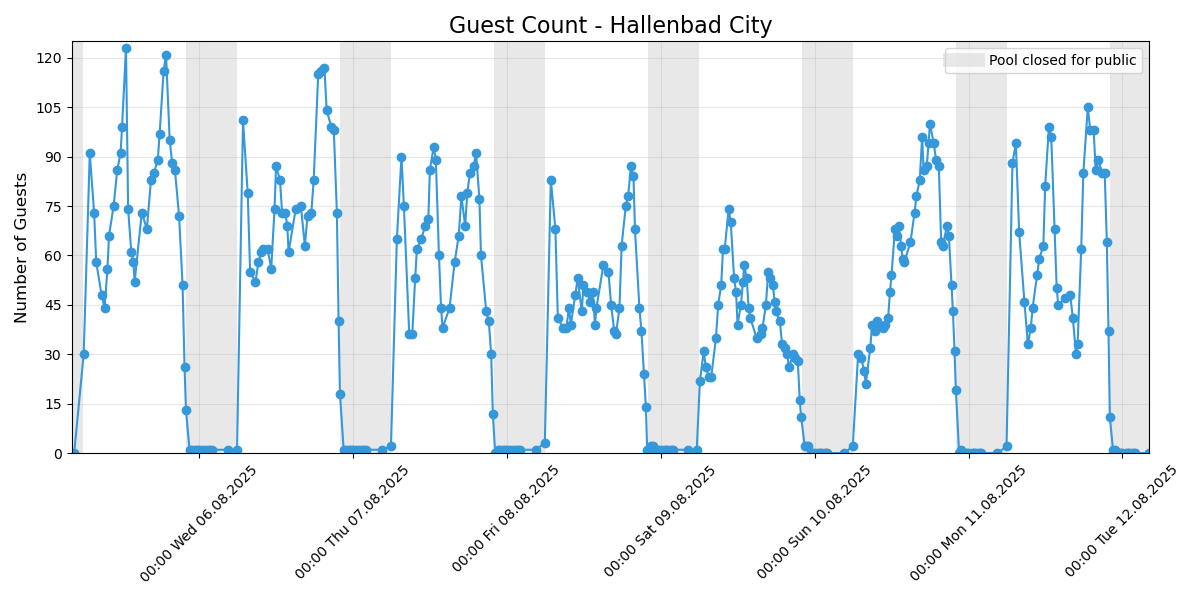 Guest Count - Hallenbad City
Pool closed for public
Number of Guests
120
105
90
75
60
45
30
15
0
00:00 Wed 06.08.2025
00:00 Thu 07.08.2025
00:00 Fri 08.08.2025
00:00 Sat 09.08.2025
00:00 Sun 10.08.2025
00:00 Mon 11.08.2025
00:00 Tue 12.08.2025